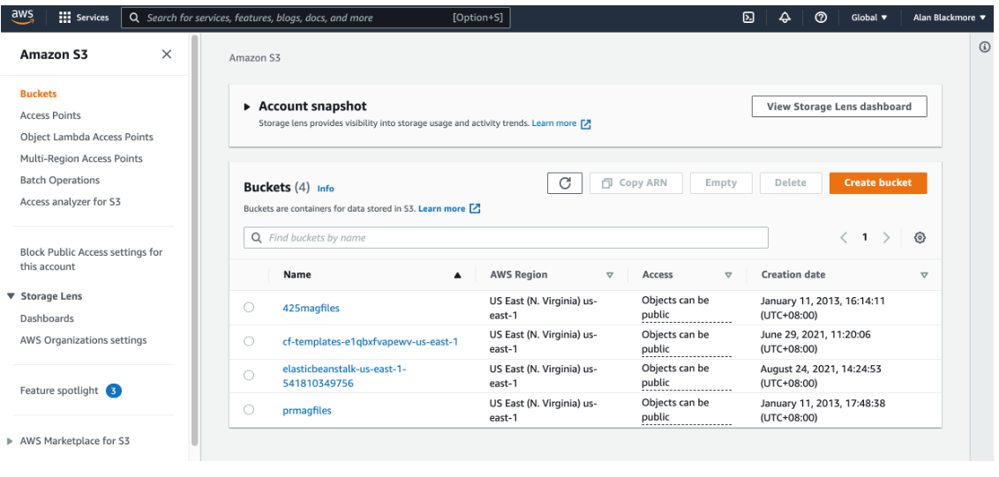 aws Services Search for services, features, blogs, docs, and more [Option+S] Global ▼ Alan Blackmore ▼
Amazon S3
Buckets
Access Points
Object Lambda Access Points
Multi-Region Access Points
Batch Operations
Access analyzer for S3
Block Public Access settings for
this account
Storage Lens
Dashboards
AWS Organizations settings
Feature spotlight 3
AWS Marketplace for S3
Amazon S3
Account snapshot
View Storage Lens dashboard
Storage lens provides visibility into storage usage and activity trends. Learn more
Buckets (4) Info
Copy ARN Empty Delete Create bucket
Buckets are containers for data stored in S3. Learn more
Find buckets by name
1
Name AWS Region Access Creation date
425magfiles US East (N. Virginia) us- Objects can be January 11, 2013, 16:14:11
east-1 public (UTC+08:00)
cf-templates-e1qbxfvapewv-us-east-1 US East (N. Virginia) us- Objects can be June 29, 2021, 11:20:06
east-1 public (UTC+08:00)
elasticbeanstalk-us-east-1- US East (N. Virginia) us- Objects can be August 24, 2021, 14:24:53
541810349756 east-1 public (UTC+08:00)
prmagfiles US East (N. Virginia) us- Objects can be January 11, 2013, 17:48:38
east-1 public (UTC+08:00)